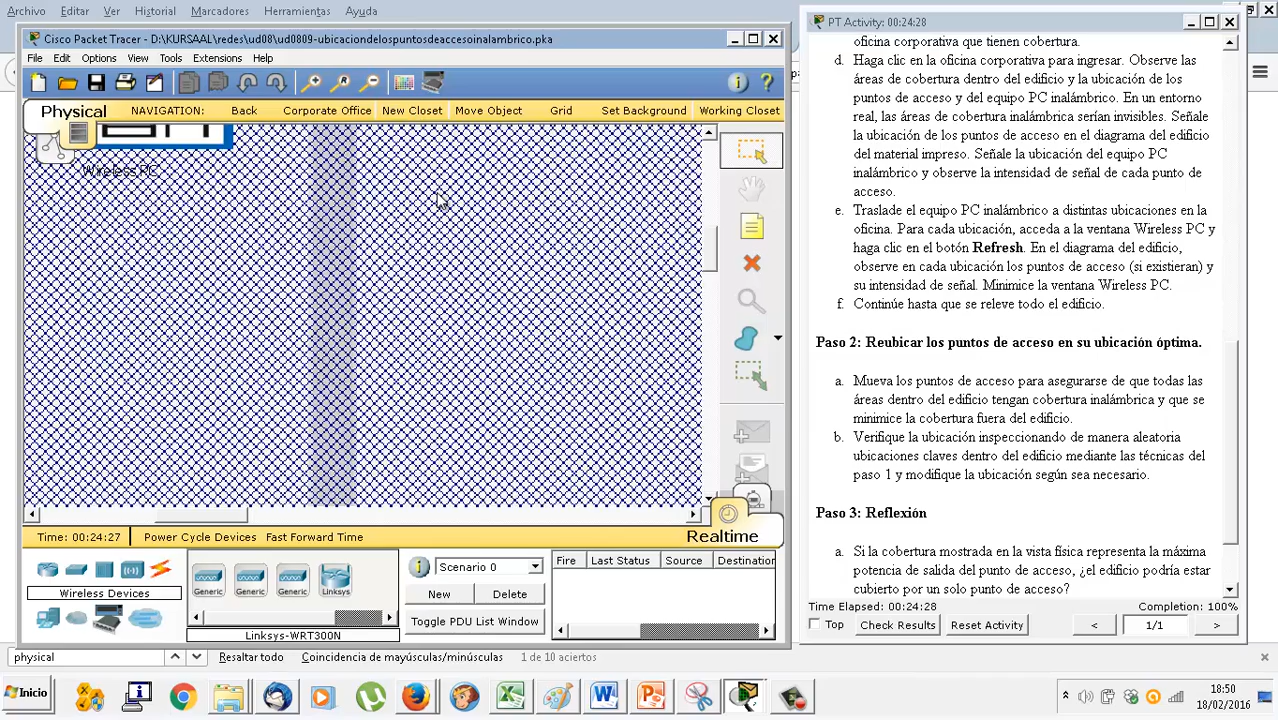 Archivo Editar Ver Historial Marcadores Herramientas Ayuda
Cisco Packet Tracer - D:\KURSAAL\redes\ud08\ud0809-ubicaciondelospuntosdeaccesoinalambrico.pka
File Edit Options View Tools Extensions Help
Physical NAVIGATION: Back Corporate Office New Closet Move Object Grid Set Background Working Closet
Wireless PC
Time: 00:24:27 Power Cycle Devices Fast Forward Time
Realtime
Wireless Devices
Generic Generic Generic Linksys
Linksys-WRT300N
Scenario 0
New Delete
Toggle PDU List Window
Fire Last Status Source Destination
PT Activity: 00:24:28
oficina corporativa que tienen cobertura.
d. Haga clic en la oficina corporativa para ingresar. Observe las
áreas de cobertura dentro del edificio y la ubicación de los
puntos de acceso y del equipo PC inalámbrico. En un entorno
real, las áreas de cobertura inalámbrica serían invisibles. Señale
la ubicación de los puntos de acceso en el diagrama del edificio
del material impreso. Señale la ubicación del equipo PC
inalámbrico y observe la intensidad de señal de cada punto de
acceso.
e. Traslade el equipo PC inalámbrico a distintas ubicaciones en la
oficina. Para cada ubicación, acceda a la ventana Wireless PC y
haga clic en el botón Refresh. En el diagrama del edificio,
observe en cada ubicación los puntos de acceso (si existieran) y
su intensidad de señal. Minimice la ventana Wireless PC.
f. Continúe hasta que se releve todo el edificio.
Paso 2: Reubicar los puntos de acceso en su ubicación óptima.
a. Mueva los puntos de acceso para asegurarse de que todas las
áreas dentro del edificio tengan cobertura inalámbrica y que se
minimice la cobertura fuera del edificio.
b. Verifique la ubicación inspeccionando de manera aleatoria
ubicaciones claves dentro del edificio mediante las técnicas del
paso 1 y modifique la ubicación según sea necesario.
Paso 3: Reflexión
a. Si la cobertura mostrada en la vista física representa la máxima
potencia de salida del punto de acceso, ¿el edificio podría estar
cubierto por un solo punto de acceso?
Time Elapsed: 00:24:28 Completion: 100%
Top Check Results Reset Activity < 1/1 >
physical Resaltar todo Coincidencia de mayúsculas/minúsculas 1 de 10 aciertos
Inicio
18:50
18/02/2016